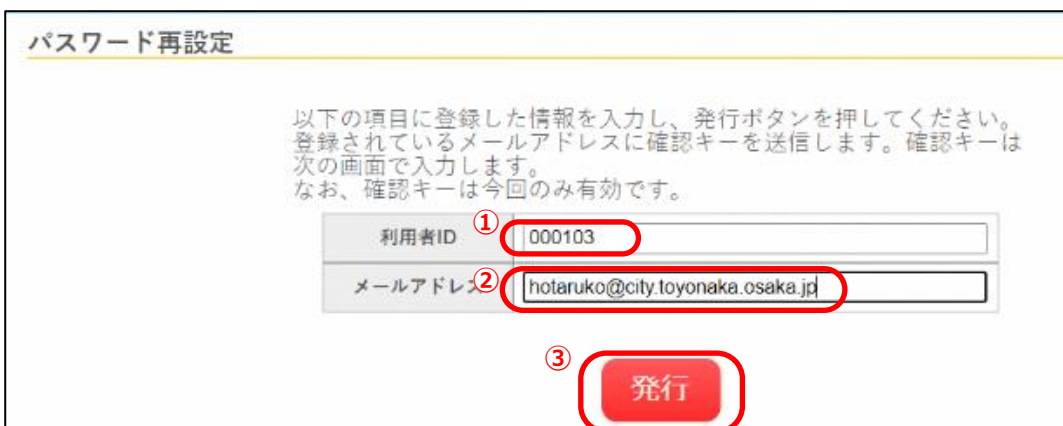 パスワード再設定
以下の項目に登録した情報を入力し、発行ボタンを押してください。
登録されているメールアドレスに確認キーを送信します。確認キーは
次の画面で入力します。
なお、確認キーは今回のみ有効です。
① 利用者ID 000103
② メールアドレス hotaruko@city.toyonaka.osaka.jp
③ 発行